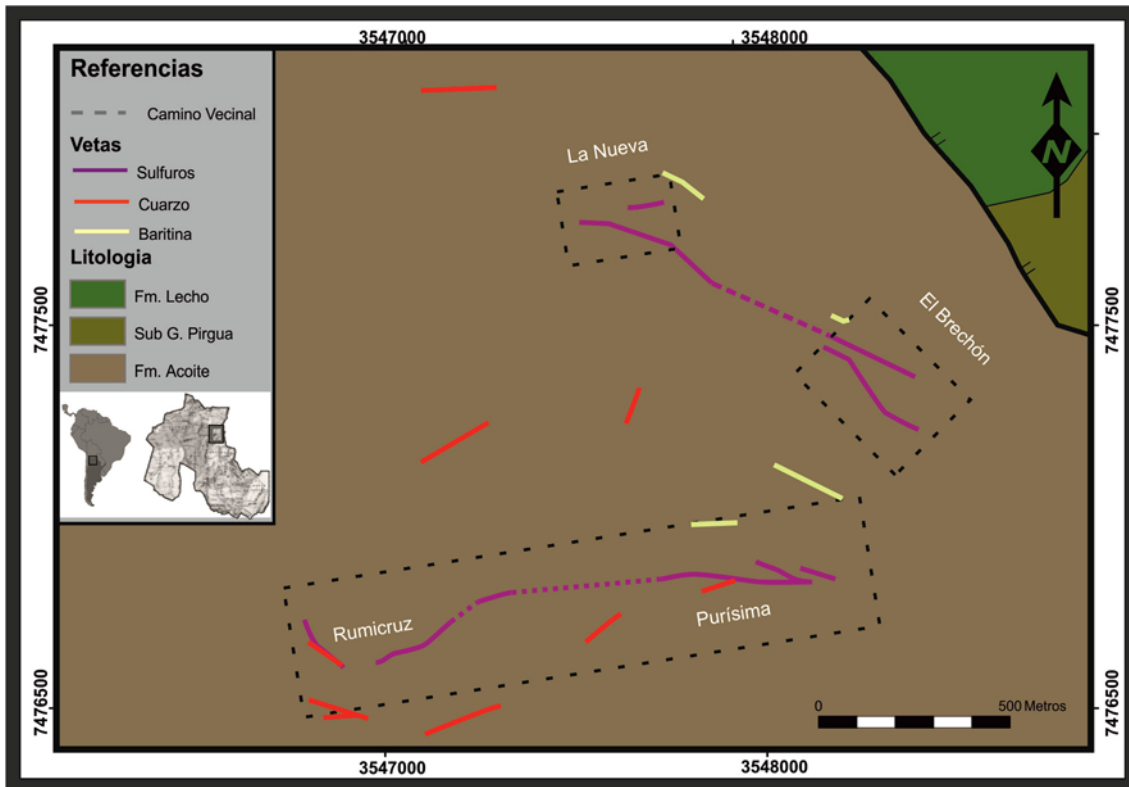 3547000
3548000
Referencias
Camino Vecinal
Vetas
Sulfuros
Cuarzo
Baritina
Litologia
Fm. Lecho
Sub G. Pirgua
Fm. Acoite
La Nueva
N
El Brechón
7477500
7477500
Rumicruz
Purísima
7476500
7476500
0
500 Metros
3547000
3548000